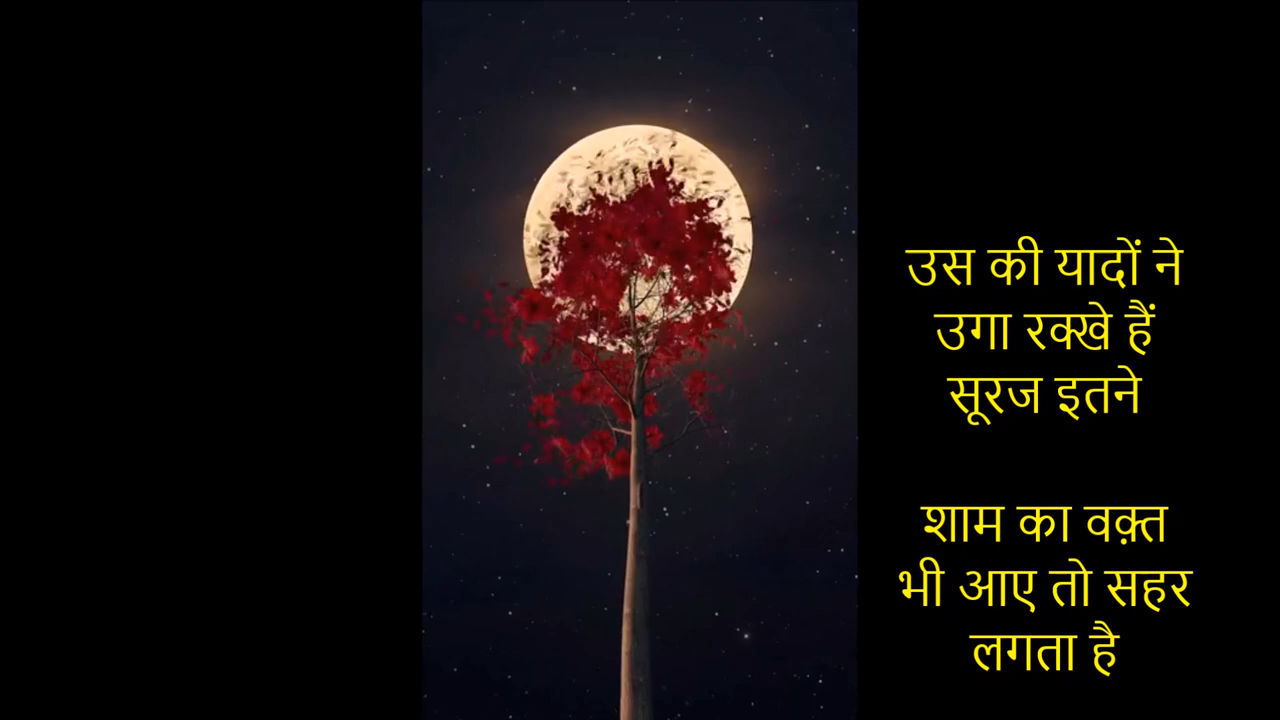 उस की यादों ने
उगा रक्खे हैं
सूरज इतने
शाम का वक़्त
भी आए तो सहर
लगता है